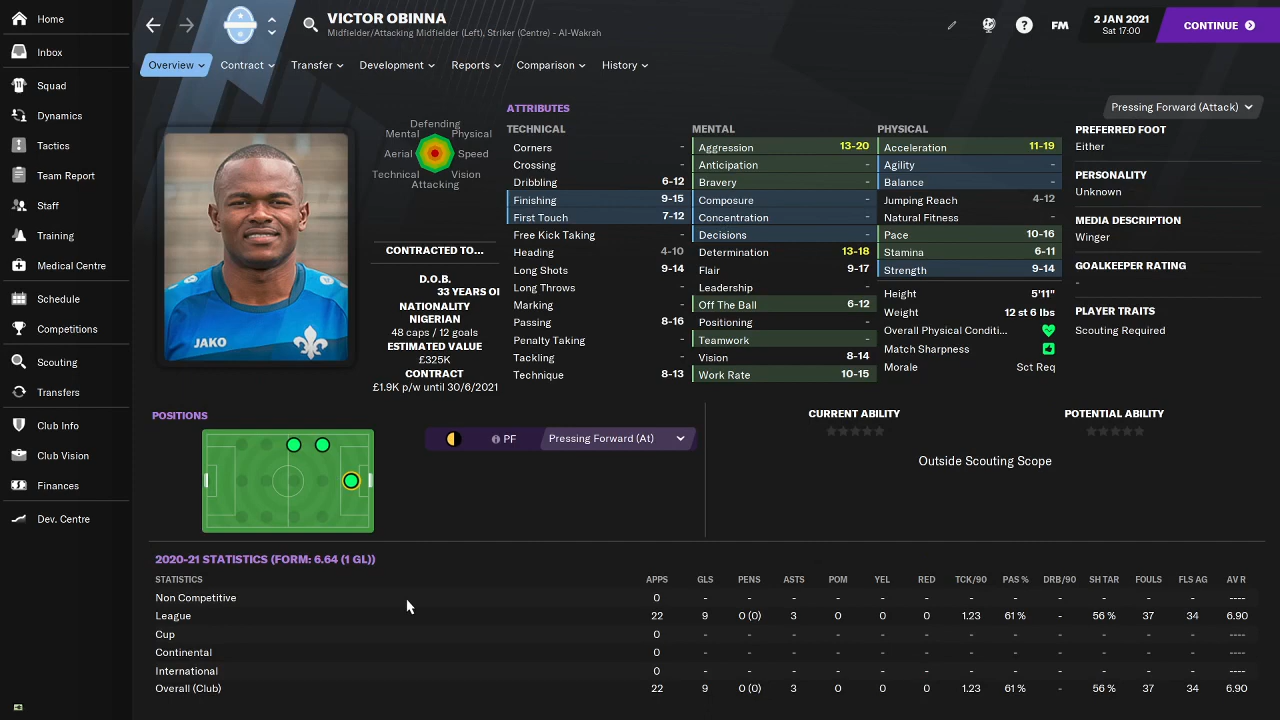 Home
Inbox
Squad
Dynamics
Tactics
Team Report
Staff
Training
Medical Centre
Schedule
Competitions
Scouting
Transfers
Club Info
Club Vision
Finances
Dev. Centre
VICTOR OBINNA
Midfielder/Attacking Midfielder (Left), Striker (Centre) - Al-Wakrah
FM
2 JAN 2021
Sat 17:00
CONTINUE
Overview Contract Transfer Development Reports Comparison History
Defending
Mental Physical
Aerial Speed
Technical Vision
Attacking
JAKO
CONTRACTED TO...
D.O.B.
33 YEARS OL
NATIONALITY
NIGERIAN
48 caps / 12 goals
ESTIMATED VALUE
£325K
CONTRACT
£1.9K p/w until 30/6/2021
ATTRIBUTES
Pressing Forward (Attack)
TECHNICAL
Corners -
Crossing -
Dribbling 6-12
Finishing 9-15
First Touch 7-12
Free Kick Taking -
Heading 4-10
Long Shots 9-14
Long Throws -
Marking -
Passing 8-16
Penalty Taking -
Tackling -
Technique 8-13
MENTAL
Aggression 13-20
Anticipation -
Bravery -
Composure -
Concentration -
Decisions -
Determination 13-18
Flair 9-17
Leadership -
Off The Ball 6-12
Positioning -
Teamwork -
Vision 8-14
Work Rate 10-15
PHYSICAL
Acceleration 11-19
Agility -
Balance -
Jumping Reach 4-12
Natural Fitness -
Pace 10-16
Stamina 6-11
Strength 9-14
Height 5'11"
Weight 12 st 6 lbs
Overall Physical Conditi...
Match Sharpness
Morale Sct Req
PREFERRED FOOT
Either
PERSONALITY
Unknown
MEDIA DESCRIPTION
Winger
GOALKEEPER RATING
-
PLAYER TRAITS
Scouting Required
POSITIONS
PF Pressing Forward (At)
CURRENT ABILITY POTENTIAL ABILITY
Outside Scouting Scope
2020-21 STATISTICS (FORM: 6.64 (1 GL))
STATISTICS APPS GLS PENS ASTS POM YEL RED TCK/90 PAS % DRB/90 SH TAR FOULS FLS AG AV R
Non Competitive 0 - - - - - - - - - - - - ----
League 22 9 0 (0) 3 0 0 0 1.23 61 % - 56 % 37 34 6.90
Cup 0 - - - - - - - - - - - - ----
Continental 0 - - - - - - - - - - - - ----
International 0 - - - - - - - - - - - - ----
Overall (Club) 22 9 0 (0) 3 0 0 0 1.23 61 % - 56 % 37 34 6.90